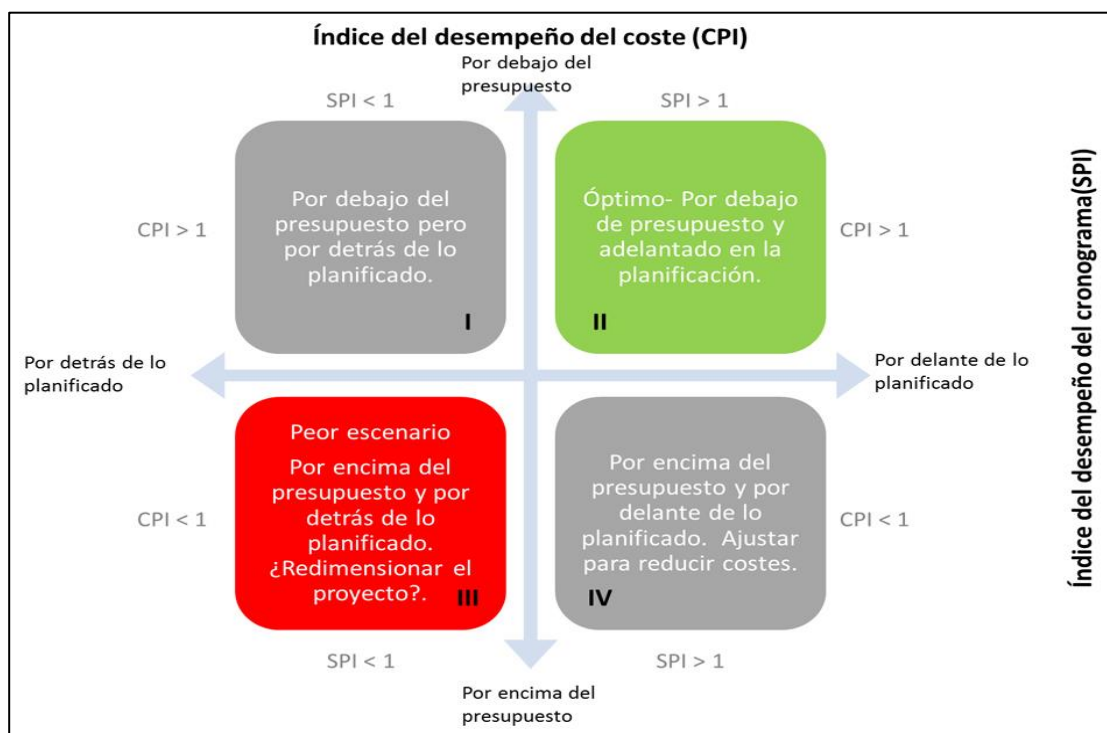 Índice del desempeño del coste (CPI)
Por debajo del
presupuesto
SPI < 1
SPI > 1
CPI > 1
Por debajo del
presupuesto pero
por detrás de lo
planificado.
I
Óptimo- Por debajo
de presupuesto y
adelantado en la
planificación.
II
CPI > 1
Por detrás de lo
planificado
Por delante de lo
planificado
Índice del desempeño del cronograma(SPI)
CPI < 1
Peor escenario
Por encima del
presupuesto y por
detrás de lo
planificado.
¿Redimensionar el
proyecto?.
III
Por encima del
presupuesto y por
delante de lo
planificado. Ajustar
para reducir costes.
IV
CPI < 1
SPI < 1
SPI > 1
Por encima del
presupuesto